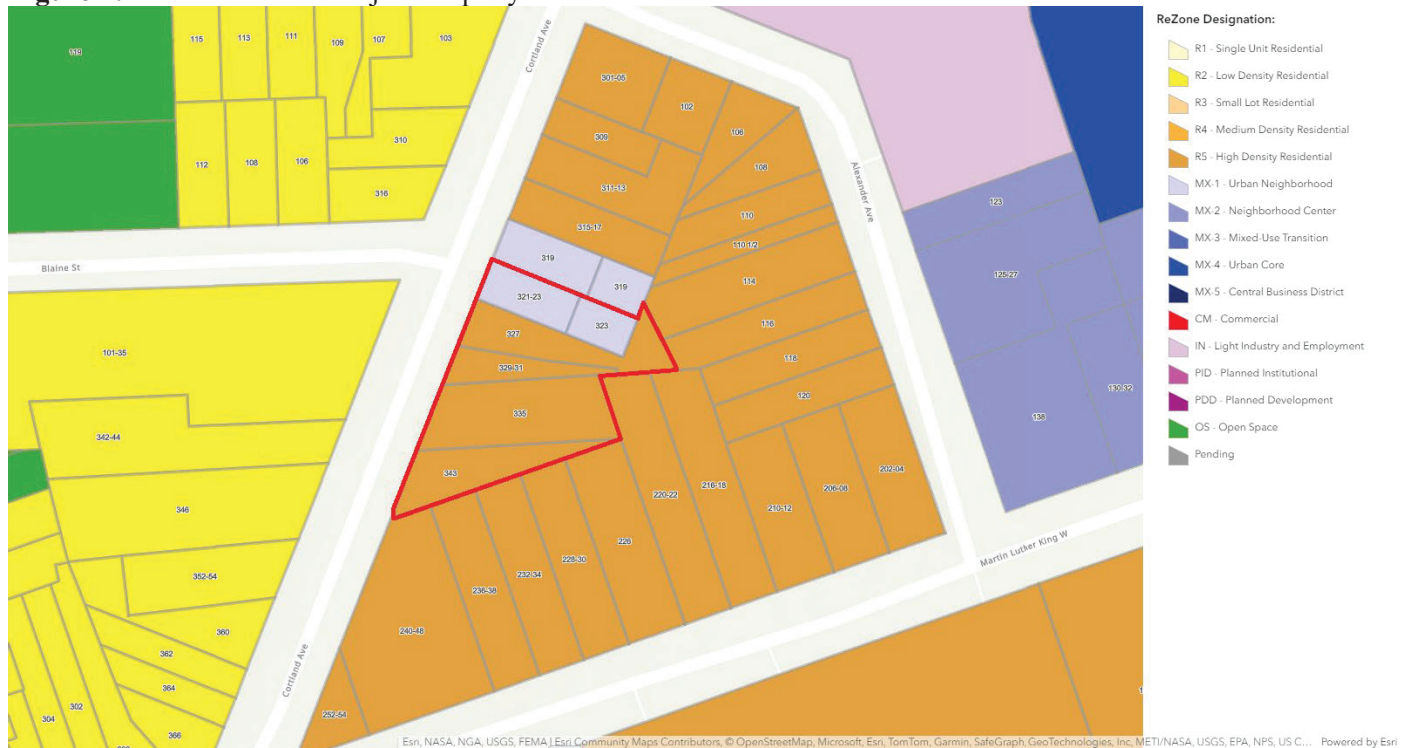 ReZone Designation:
R1 - Single Unit Residential
R2 - Low Density Residential
R3 - Small Lot Residential
R4 - Medium Density Residential
R5 - High Density Residential
MX-1 - Urban Neighborhood
MX-2 - Neighborhood Center
MX-3 - Mixed-Use Transition
MX-4 - Urban Core
MX-5 - Central Business District
CM - Commercial
IN - Light Industry and Employment
PID - Planned Institutional
PDD - Planned Development
OS - Open Space
Pending
119
115
113
111
109
107
103
112
108
106
310
316
Cortland Ave
301-05
102
309
106
108
311-13
110
315-17
110 1/2
319
319
114
321-23
323
116
327
118
329-31
120
335
343
Alexander Ave
123
125-27
138
130-32
Blaine St
101-35
342-44
346
352-54
360
362
364
366
302
304
220-22
216-18
210-12
206-08
202-04
226
228-30
232-34
236-38
240-48
252-54
Cortland Ave
Martin Luther King W
Esri, NASA, NGA, USGS, FEMA | Esri Community Maps Contributors, © OpenStreetMap, Microsoft, Esri, TomTom, Garmin, SafeGraph, GeoTechnologies, Inc, METI/NASA, USGS, EPA, NPS, US C... Powered by Esri